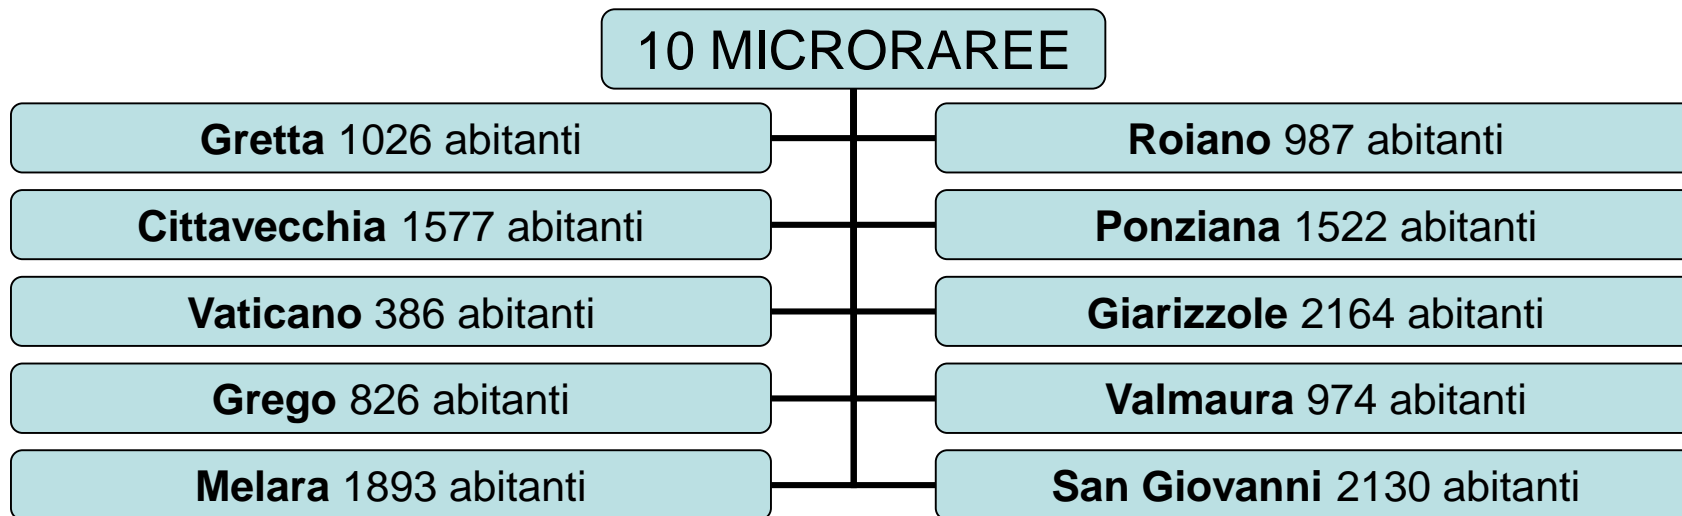 10 MICRORAREE
Gretta 1026 abitanti
Roiano 987 abitanti
Cittavecchia 1577 abitanti
Ponziana 1522 abitanti
Vaticano 386 abitanti
Giarizzole 2164 abitanti
Grego 826 abitanti
Valmaura 974 abitanti
Melara 1893 abitanti
San Giovanni 2130 abitanti